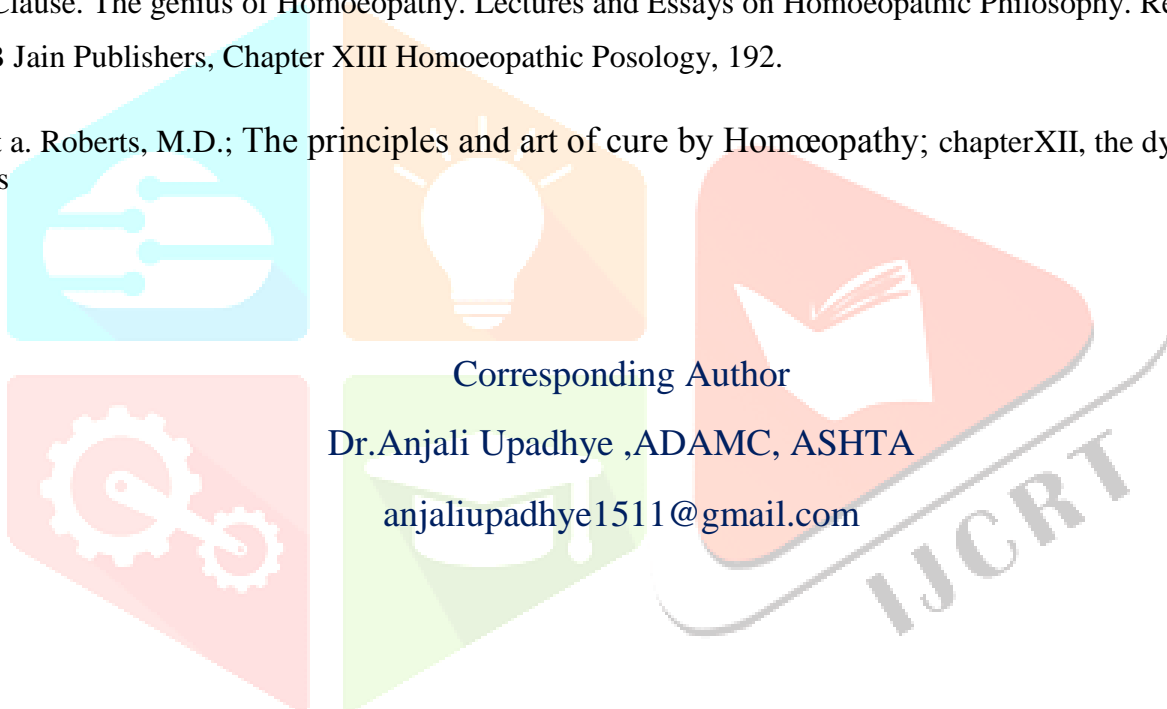 Clause. The genius of Homoeopathy. Lectures and Essays on Homoeopathic Philosophy.
Jain Publishers, Chapter XIII Homoeopathic Posology, 192.
a. Roberts, M.D.; The principles and art of cure by Homœopathy; chapterXII, the
Corresponding Author
Dr.Anjali Upadhye ,ADAMC, ASHTA
anjaliupadhye1511@gmail.com
IJCRT